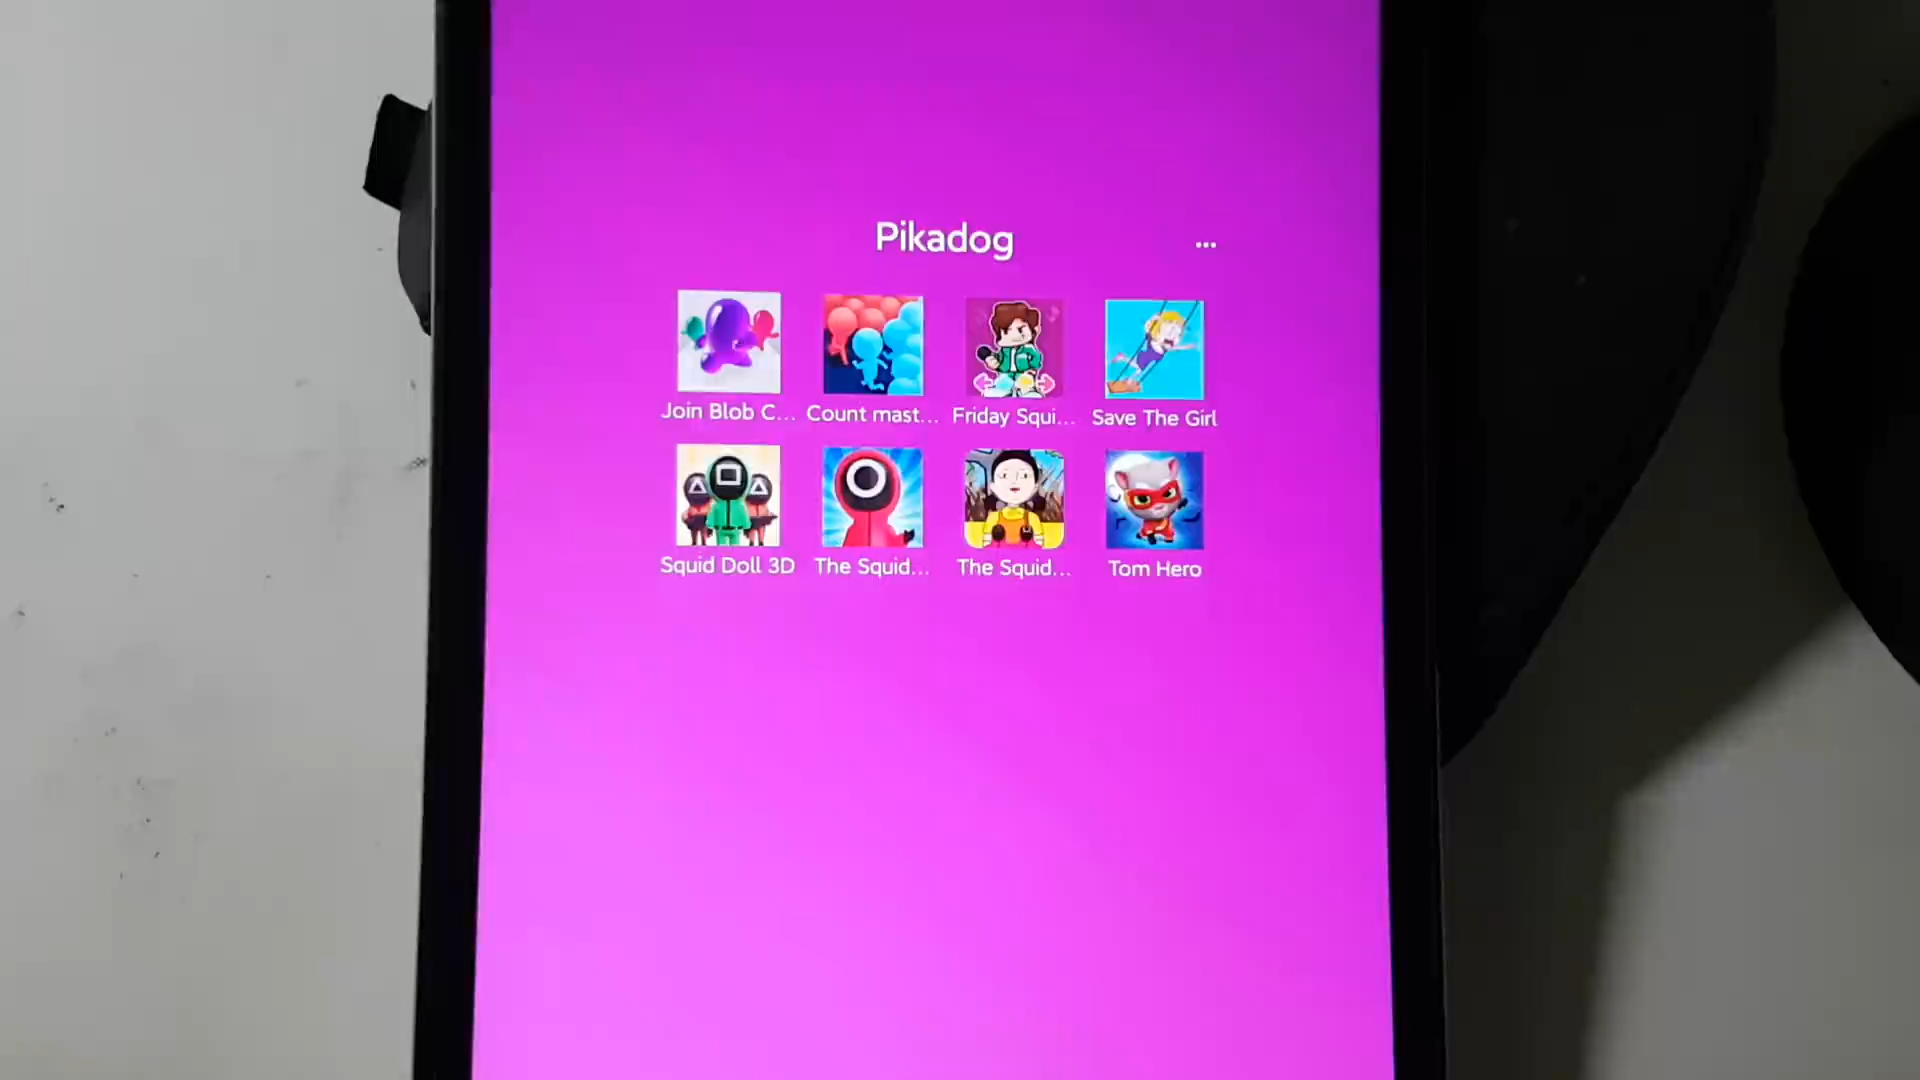 Pikadog
...
Join Blob C... Count mast... Friday Squi... Save The Girl
Squid Doll 3D The Squid... The Squid... Tom Hero